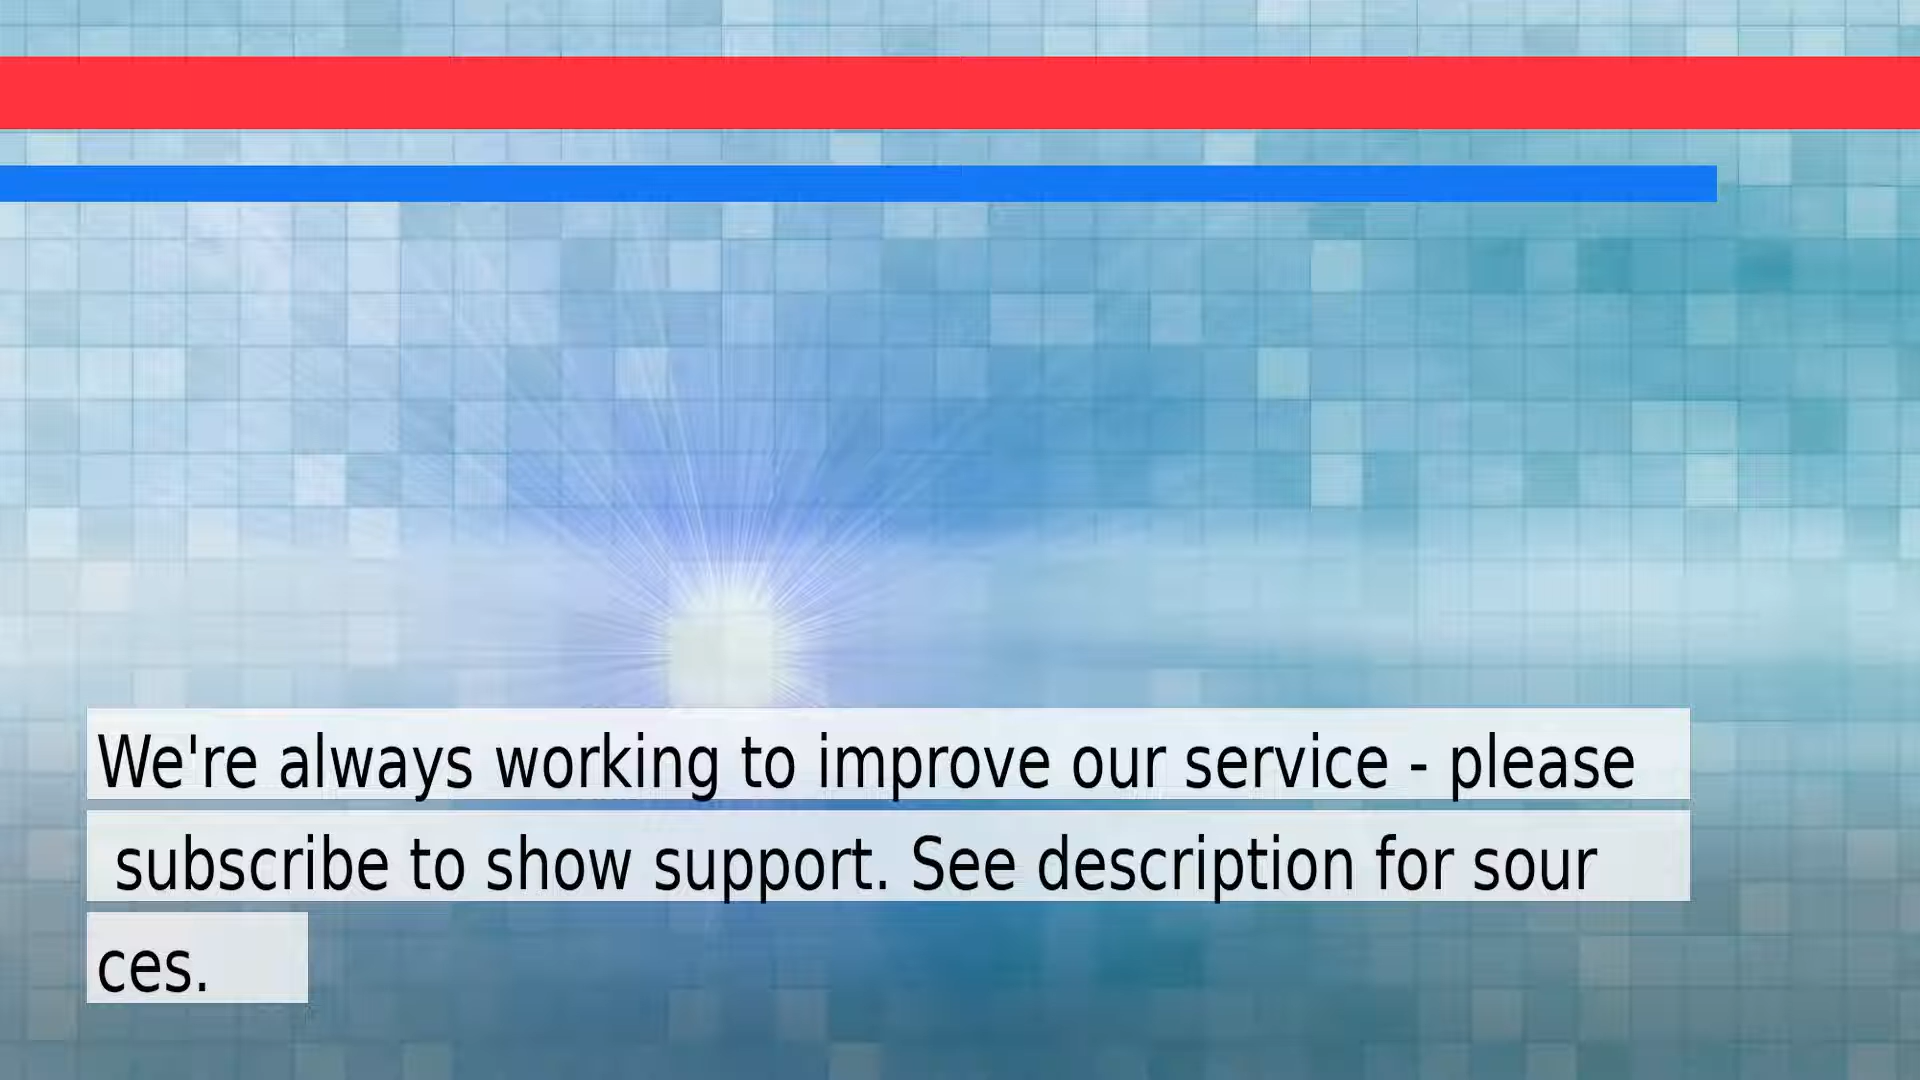 We're always working to improve our service - please
subscribe to show support. See description for sour
ces.